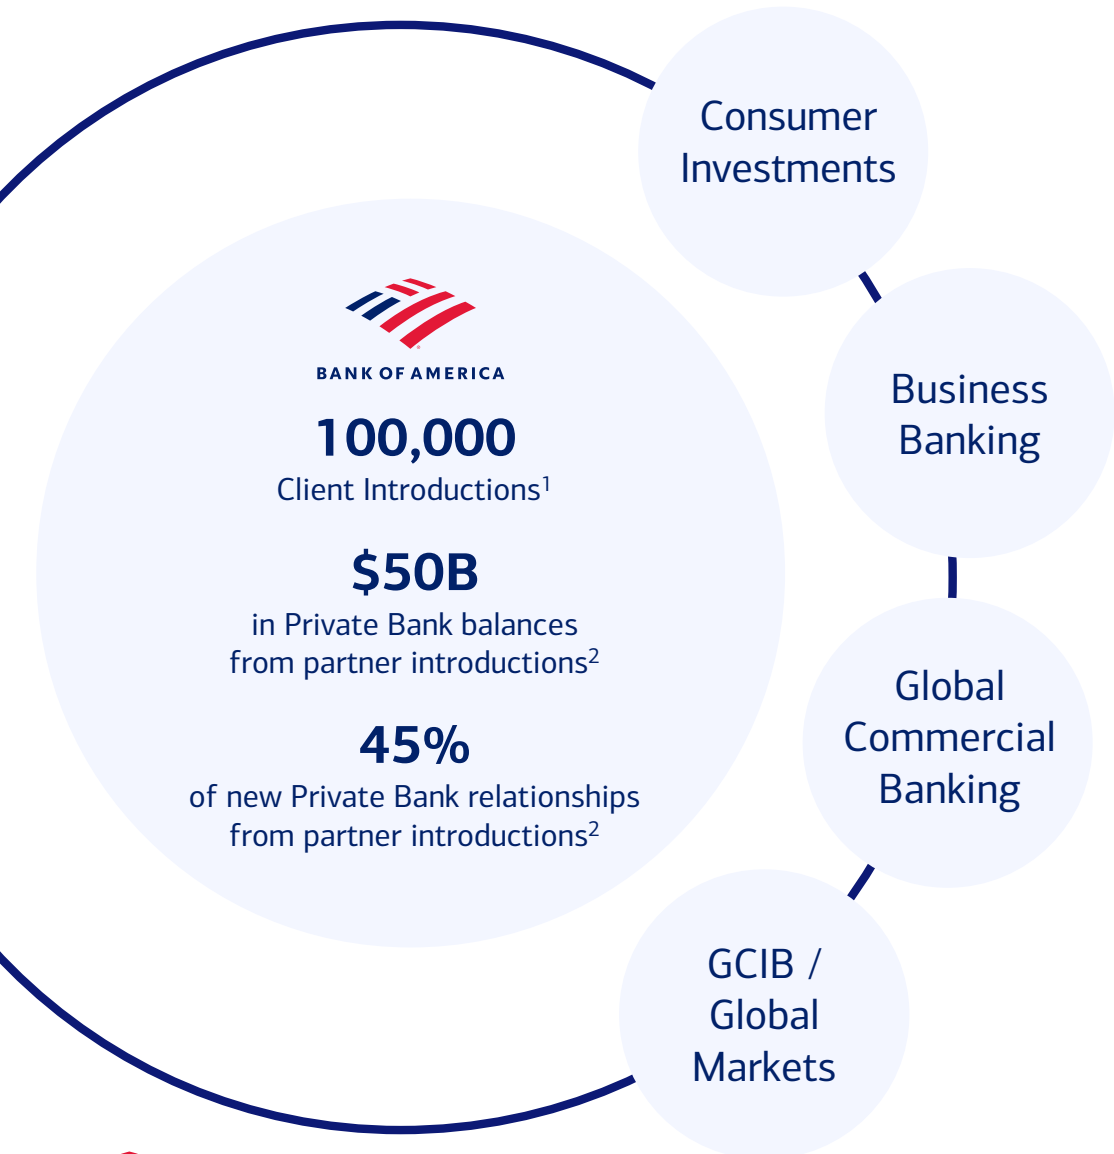 Consumer
Investments
BANK OF AMERICA
100,000
Client Introductions¹
$50B
in Private Bank balances
from partner introductions²
45%
of new Private Bank relationships
from partner introductions²
Business
Banking
Global
Commercial
Banking
GCIB /
Global
Markets